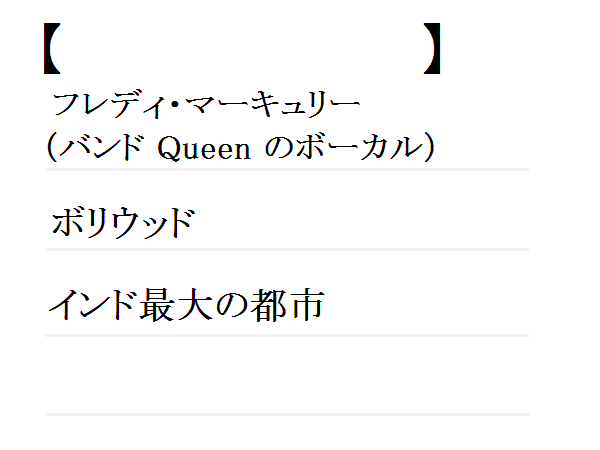 【　　　　　　　　　】
フレディ・マーキュリー
（バンド Queen のボーカル）
ボリウッド
インド最大の都市